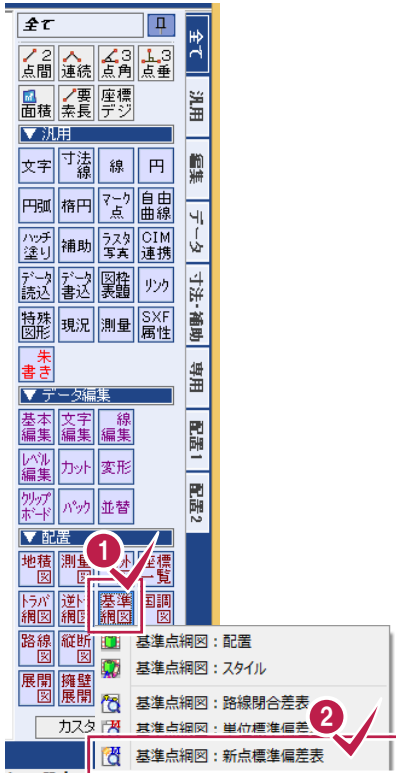 全て
2
点間
連続
3
点角
3
点垂
面積
要
素長
座標
デジ
▼ 汎用
文字
寸法
線
線
円
円弧
楕円
マーク
点
自由
曲線
ハッチ
塗り
補助
ラスタ
写真
CIM
連携
データ
読込
データ
書込
図枠
表題
リンク
特殊
図形
現況
測量
SXF
属性
朱
書き
▼ データ編集
基本
編集
文字
編集
線
編集
レベル
編集
カット
変形
クリップ
ボード
パック
並替
▼ 配置
地積
図
測量
図
座標
一覧
トラバ
網図
逆ト
網図
基準
網図
国調
図
路線
図
縦断
図
展開
図
擁壁
展開
カスタ
全て
汎用
編集
データ
寸法・補助
専用
配置1
配置2
1
基準点網図：配置
基準点網図：スタイル
基準点網図：路線閉合差表
基準点網図：単位標準偏差
2
基準点網図：新点標準偏差表